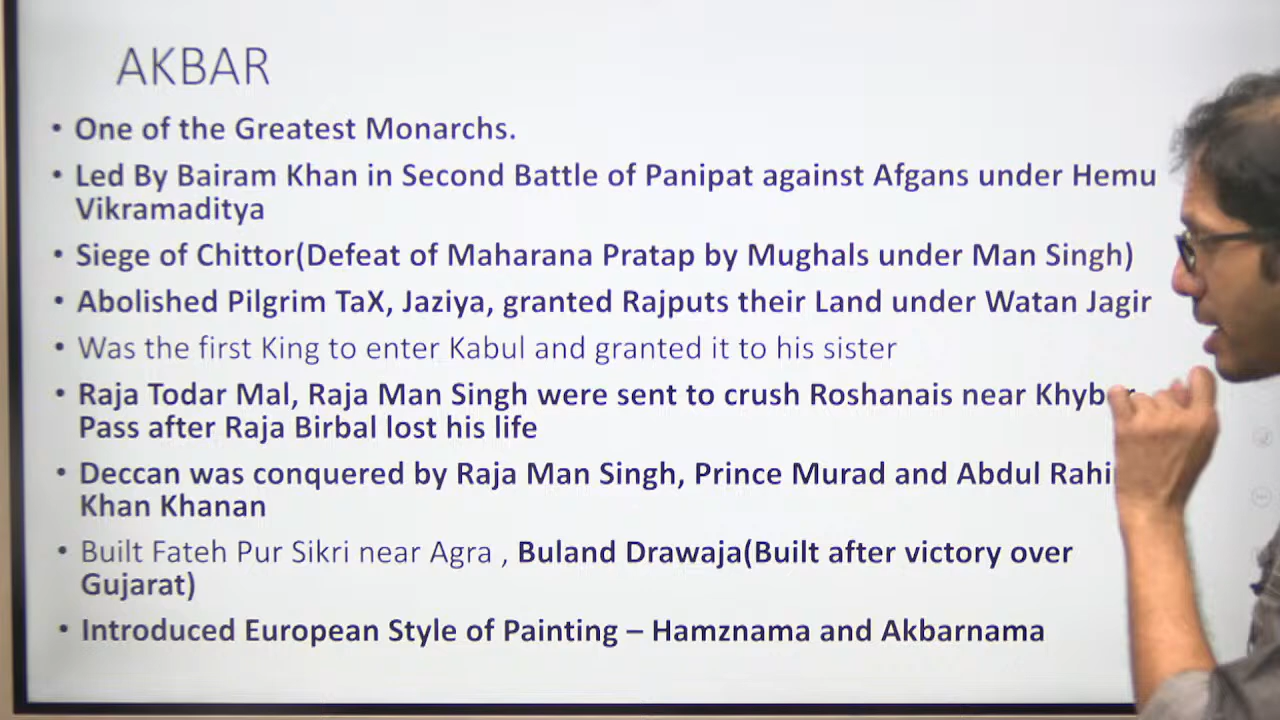 AKBAR
• One of the Greatest Monarchs.
• Led By Bairam Khan in Second Battle of Panipat against Afgans under Hemu
Vikramaditya
• Siege of Chittor(Defeat of Maharana Pratap by Mughals under Man Singh)
• Abolished Pilgrim TaX, Jaziya, granted Rajputs their Land under Watan Jagir
• Was the first King to enter Kabul and granted it to his sister
• Raja Todar Mal, Raja Man Singh were sent to crush Roshanais near
Pass after Raja Birbal lost his life
• Deccan was conquered by Raja Man Singh, Prince Murad and Abdul
Khan Khanan
• Built Fateh Pur Sikri near Agra , Buland Drawaja(Built after victory over
Gujarat)
• Introduced European Style of Painting – Hamznama and Akbarnama